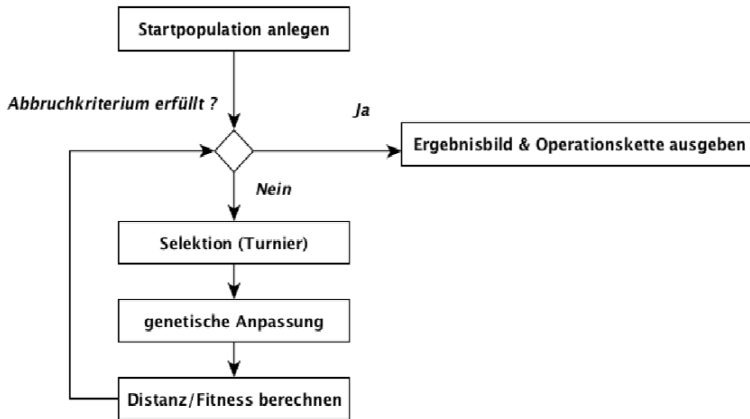 Startpopulation anlegen
Abbruchkriterium erfüllt ?
Ja
Ergebnisbild & Operationskette ausgeben
Nein
Selektion (Turnier)
genetische Anpassung
Distanz/Fitness berechnen